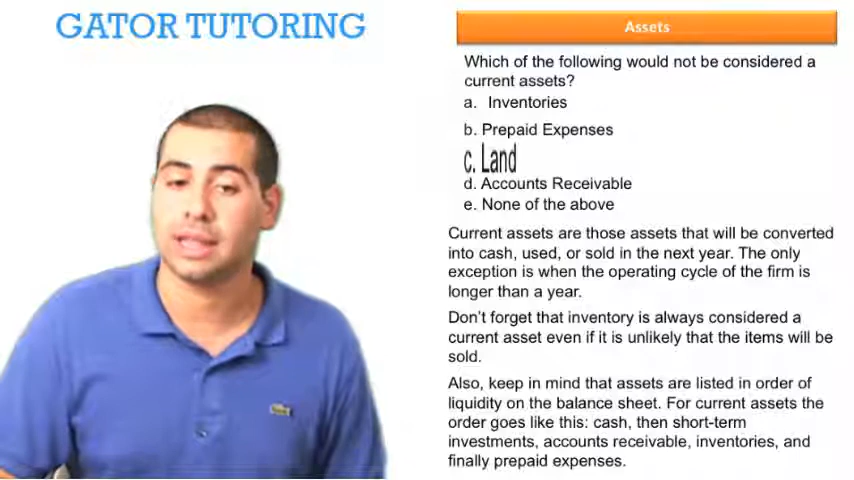 GATOR TUTORING
Assets
Which of the following would not be considered a
current assets?
a. Inventories
b. Prepaid Expenses
c. Land
d. Accounts Receivable
e. None of the above
Current assets are those assets that will be converted
into cash, used, or sold in the next year. The only
exception is when the operating cycle of the firm is
longer than a year.
Don't forget that inventory is always considered a
current asset even if it is unlikely that the items will be
sold.
Also, keep in mind that assets are listed in order of
liquidity on the balance sheet. For current assets the
order goes like this: cash, then short-term
investments, accounts receivable, inventories, and
finally prepaid expenses.